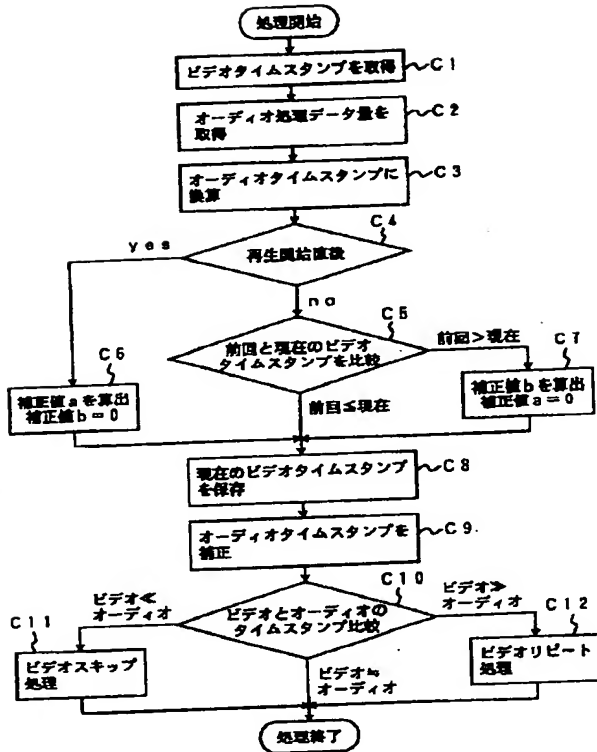 処理開始
ビデオタイムスタンプを取得
C1
オーディオ処理データ量を
取得
C2
オーディオタイムスタンプに
換算
C3
C4
再生開始直後
yes
no
C5
前回と現在のビデオ
タイムスタンプを比較
前回>現在
前回≦現在
C6
補正値aを算出
補正値b=0
C7
補正値bを算出
補正値a=0
現在のビデオタイムスタンプ
を保存
C8
オーディオタイムスタンプを
補正
C9
C10
ビデオとオーディオの
タイムスタンプ比較
ビデオ≪
オーディオ
ビデオ≫
オーディオ
ビデオ≒
オーディオ
C11
ビデオスキップ
処理
C12
ビデオリピート
処理
処理終了